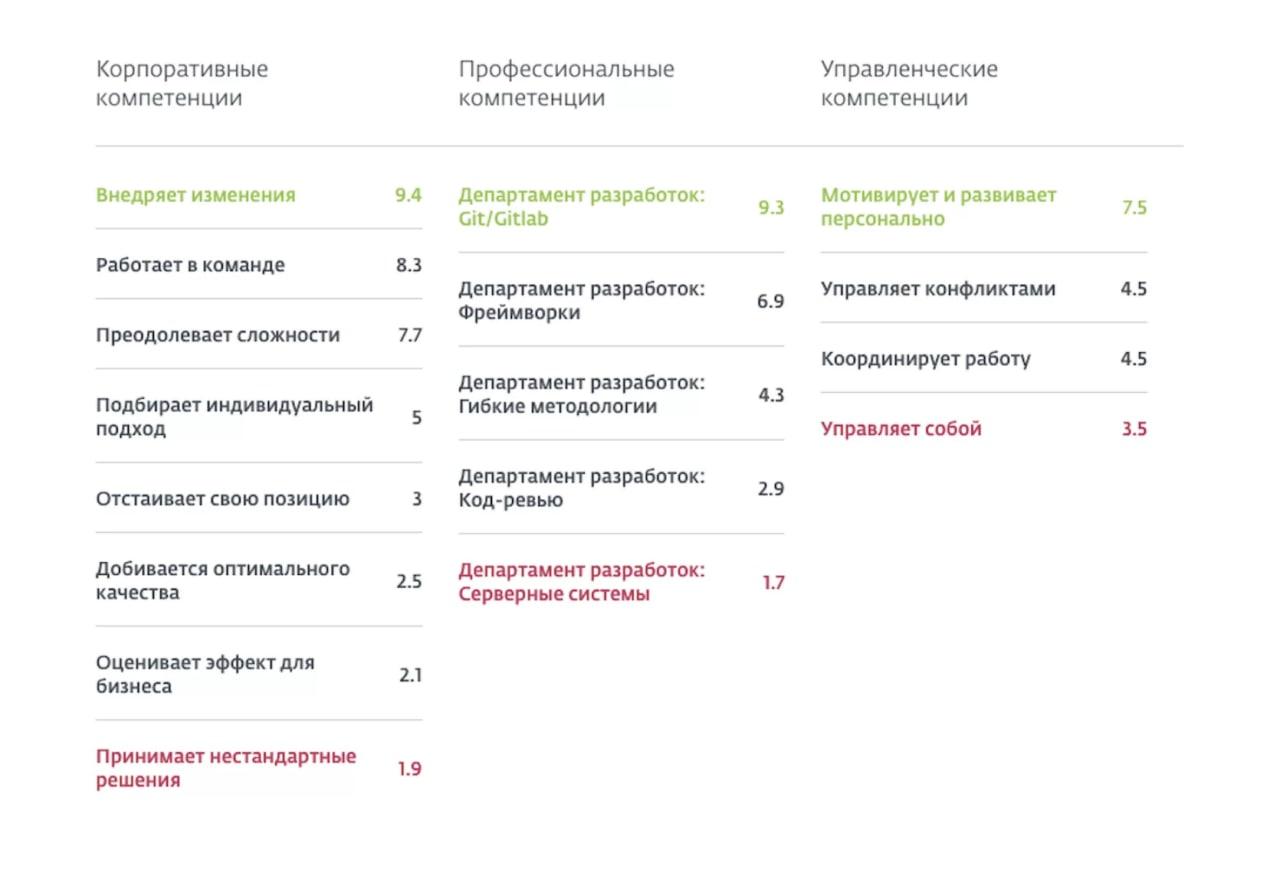 Корпоративные
компетенции
Профессиональные
компетенции
Управленческие
компетенции
Внедряет изменения 9.4
Работает в команде 8.3
Преодолевает сложности 7.7
Подбирает индивидуальный
подход 5
Отстаивает свою позицию 3
Добивается оптимального
качества 2.5
Оценивает эффект для
бизнеса 2.1
Принимает нестандартные
решения 1.9
Департамент разработок:
Git/Gitlab 9.3
Департамент разработок:
Фреймворки 6.9
Департамент разработок:
Гибкие методологии 4.3
Департамент разработок:
Код-ревью 2.9
Департамент разработок:
Серверные системы 1.7
Мотивирует и развивает
персонально 7.5
Управляет конфликтами 4.5
Координирует работу 4.5
Управляет собой 3.5